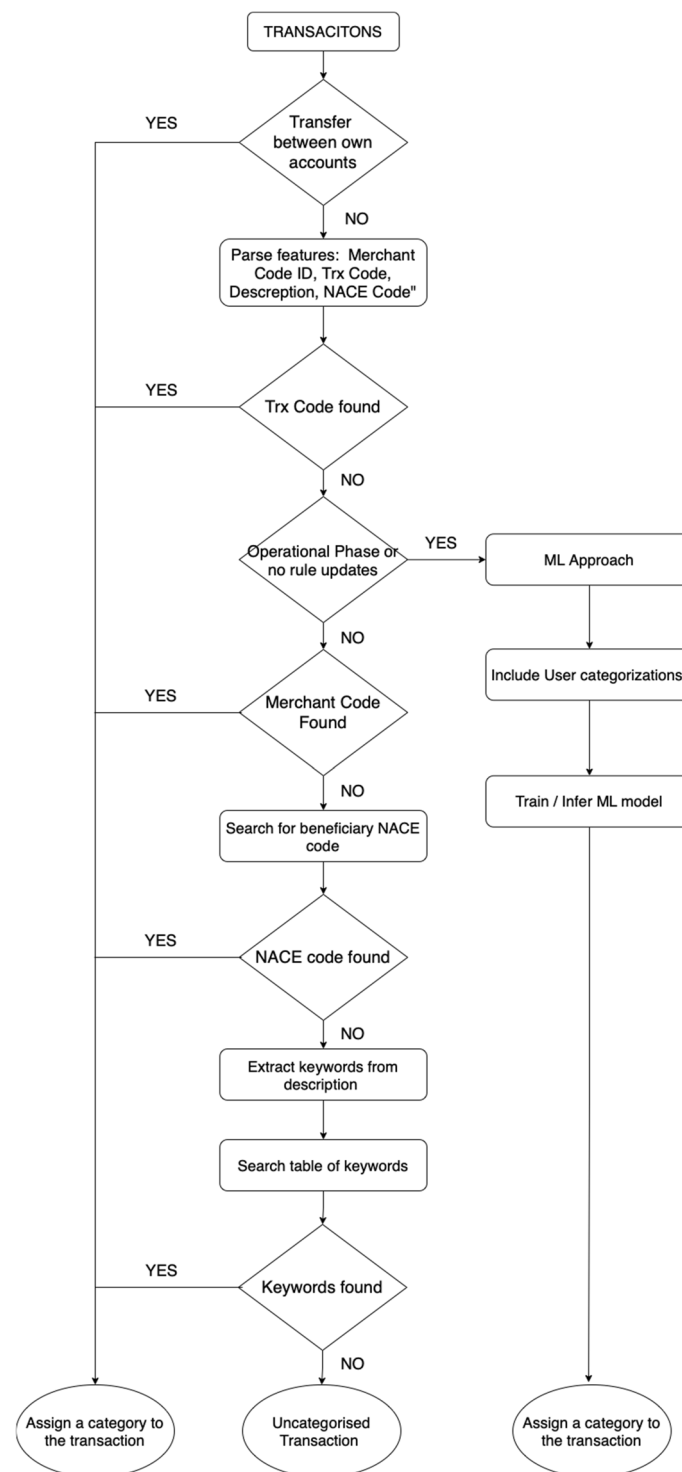 TRANSACITONS
YES
Transfer
between own
accounts
NO
Parse features: Merchant
Code ID, Trx Code,
Descreption, NACE Code"
YES
Trx Code found
NO
Operational Phase or
no rule updates
YES
ML Approach
NO
Include User categorizations
YES
Merchant Code
Found
NO
Train / Infer ML model
Search for beneficiary NACE
code
YES
NACE code found
NO
Extract keywords from
description
Search table of keywords
YES
Keywords found
NO
Assign a category to
the transaction
Uncategorised
Transaction
Assign a category to
the transaction